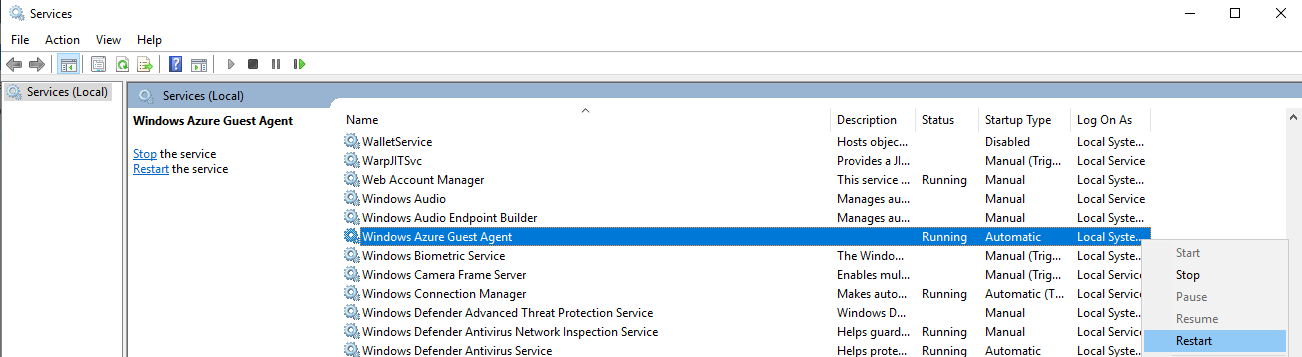 Services
File Action View Help
Services (Local)
Services (Local)
Windows Azure Guest Agent
Stop the service
Restart the service
Name Description Status Startup Type Log On As
WalletService Hosts objec... Disabled Local Syste...
WarpJITSvc Provides a JI... Manual (Trig... Local Service
Web Account Manager This service ... Running Manual Local Syste...
Windows Audio Manages au... Manual Local Service
Windows Audio Endpoint Builder Manages au... Manual Local Syste...
Windows Azure Guest Agent Running Automatic Local Syste...
Windows Biometric Service The Windo... Manual (Trig... Local Syste...
Windows Camera Frame Server Enables mul... Manual (Trig... Local Service
Windows Connection Manager Makes auto... Running Automatic (T... Local Service
Windows Defender Advanced Threat Protection Service Windows D... Manual Local Syste...
Windows Defender Antivirus Network Inspection Service Helps guard... Running Manual Local Service
Windows Defender Antivirus Service Helps prote... Running Automatic Local Syste...
Start
Stop
Pause
Resume
Restart